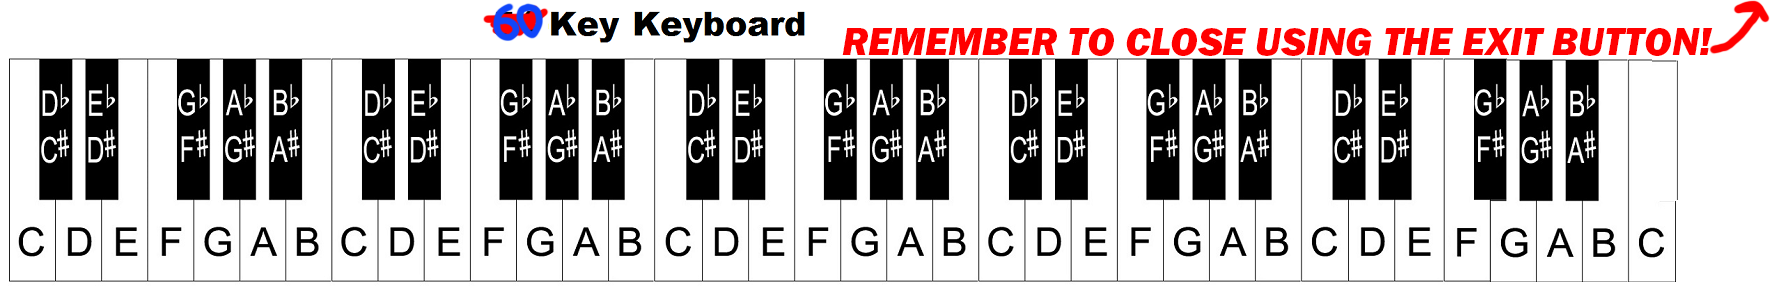 60 Key Keyboard
REMEMBER TO CLOSE USING THE EXIT BUTTON!
D♭ E♭ G♭ A♭ B♭ D♭ E♭ G♭ A♭ B♭ D♭ E♭ G♭ A♭ B♭ D♭ E♭ G♭ A♭ B♭ D♭ E♭ G♭ A♭ B♭
C# D# F# G# A# C# D# F# G# A# C# D# F# G# A# C# D# F# G# A# C# D# F# G# A#
C D E F G A B C D E F G A B C D E F G A B C D E F G A B C D E F G A B C